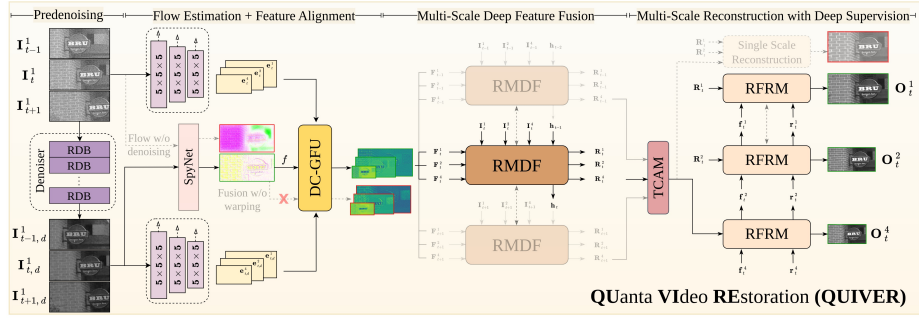 Predenoising
Flow Estimation + Feature Alignment
Multi-Scale Deep Feature Fusion
Multi-Scale Reconstruction with Deep Supervision
I¹ₜ₋₁
I¹ₜ
I¹ₜ₊₁
BRU
BRU
BRU
5 × 5 × 5
5 × 5 × 5
5 × 5 × 5
Denoiser
RDB
RDB
RDB
Flow w/o
denoising
SpyNet
f
Fusion w/o
warping
X
DC-GFU
I ₜ₋₁, d
I ₜ, d
I ₜ₊₁, d
5 × 5 × 5
5 × 5 × 5
5 × 5 × 5
RMDF
RMDF
RMDF
TCAM
Single Scale
Reconstruction
RFRM
O¹ₜ
RFRM
O²ₜ
RFRM
O⁴ₜ
QUanta VIdeo REstoration (QUIVER)